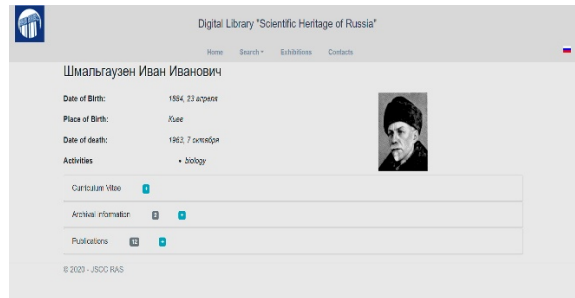 Digital Library "Scientific Heritage of Russia"
Home Search Exhibitions Contacts
Шмальгаузен Иван Иванович
Date of Birth: 1884, 23 апреля
Place of Birth: Киев
Date of death: 1963, 7 октября
Activities • biology
Curriculum Vitae
Archival information 3 +
Publications 12 +
© 2023 - JSCC RAS